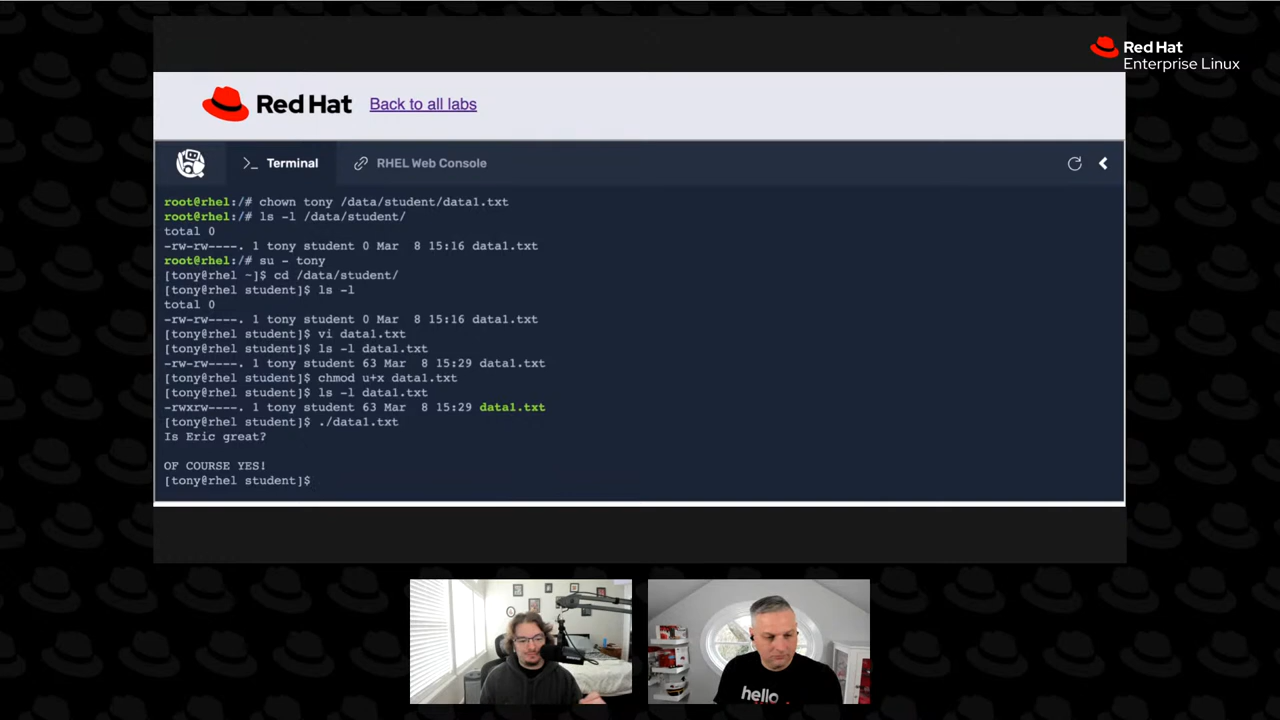 Red Hat
Enterprise Linux
Red Hat Back to all labs
>_ Terminal RHEL Web Console
root@rhel:/# chown tony /data/student/data1.txt
root@rhel:/# ls -l /data/student/
total 0
-rw-rw----. 1 tony student 0 Mar  8 15:16 data1.txt
root@rhel:/# su - tony
[tony@rhel ~]$ cd /data/student/
[tony@rhel student]$ ls -l
total 0
-rw-rw----. 1 tony student 0 Mar  8 15:16 data1.txt
[tony@rhel student]$ vi data1.txt
[tony@rhel student]$ ls -l data1.txt
-rw-rw----. 1 tony student 63 Mar  8 15:29 data1.txt
[tony@rhel student]$ chmod u+x data1.txt
[tony@rhel student]$ ls -l data1.txt
-rwxrw----. 1 tony student 63 Mar  8 15:29 data1.txt
[tony@rhel student]$ ./data1.txt
Is Eric great?
OF COURSE YES!
[tony@rhel student]$
hello